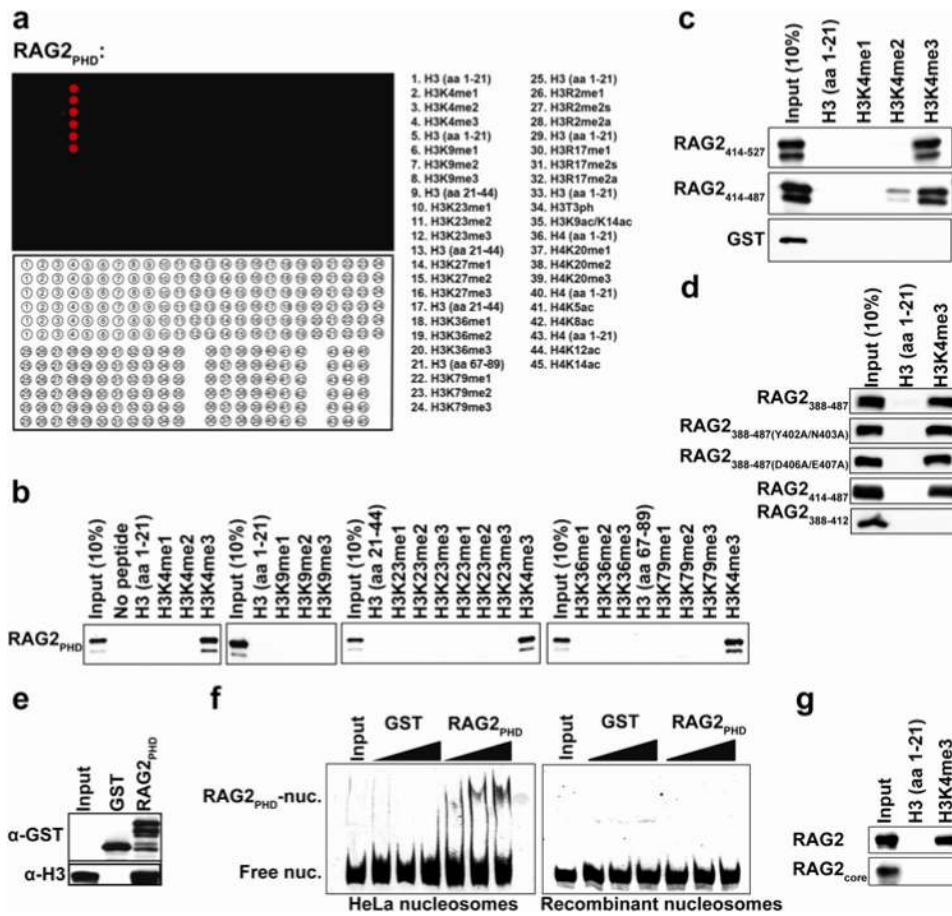 a
RAG2PHD:
1. H3 (aa 1-21)
2. H3K4me1
3. H3K4me2
4. H3K4me3
5. H3 (aa 1-21)
6. H3K9me1
7. H3K9me2
8. H3K9me3
9. H3 (aa 21-44)
10. H3K23me1
11. H3K23me2
12. H3K23me3
13. H3 (aa 21-44)
14. H3K27me1
15. H3K27me2
16. H3K27me3
17. H3 (aa 21-44)
18. H3K36me1
19. H3K36me2
20. H3K36me3
21. H3 (aa 67-89)
22. H3K79me1
23. H3K79me2
24. H3K79me3
25. H3 (aa 1-21)
26. H3R2me1
27. H3R2me2s
28. H3R2me2a
29. H3 (aa 1-21)
30. H3R17me1
31. H3R17me2s
32. H3R17me2a
33. H3 (aa 1-21)
34. H3T3ph
35. H3K9ac/K14ac
36. H4 (aa 1-21)
37. H4K20me1
38. H4K20me2
39. H4K20me3
40. H4 (aa 1-21)
41. H4K5ac
42. H4K8ac
43. H4 (aa 1-21)
44. H4K12ac
45. H4K14ac
b
Input (10%)
No peptide
H3 (aa 1-21)
H3K4me1
H3K4me2
H3K4me3
Input (10%)
H3 (aa 1-21)
H3K9me1
H3K9me2
H3K9me3
Input (10%)
H3 (aa 21-44)
H3K23me1
H3K23me2
H3K23me3
H3K23me1
H3K23me2
H3K23me3
H3K4me3
Input (10%)
H3K36me1
H3K36me2
H3K36me3
H3 (aa 67-89)
H3K79me1
H3K79me2
H3K79me3
H3K4me3
RAG2PHD
c
Input (10%)
H3 (aa 1-21)
H3K4me1
H3K4me2
H3K4me3
RAG2414-527
RAG2414-487
GST
d
Input (10%)
H3 (aa 1-21)
H3K4me3
RAG2388-487
RAG2388-487(Y402A/N403A)
RAG2388-487(D406A/E407A)
RAG2414-487
RAG2388-412
e
Input
GST
RAG2PHD
α-GST
α-H3
f
Input
GST
RAG2PHD
Input
GST
RAG2PHD
RAG2PHD-nuc.
Free nuc.
HeLa nucleosomes
Recombinant nucleosomes
g
Input
H3 (aa 1-21)
H3K4me3
RAG2
RAG2core